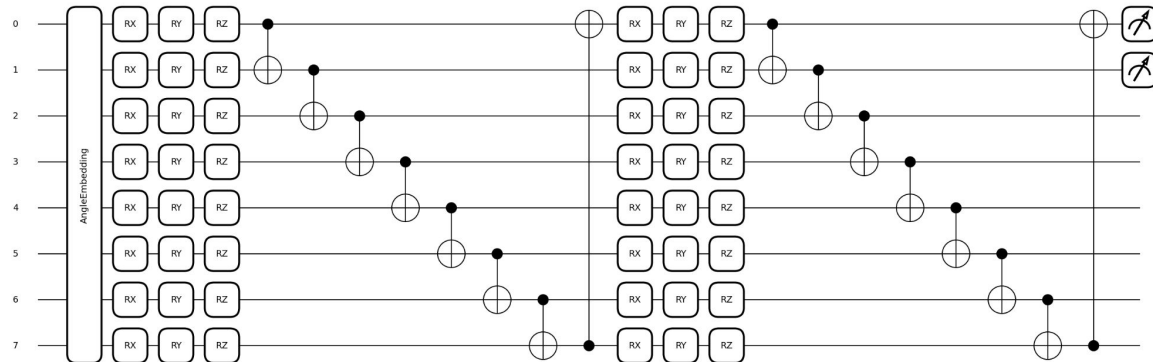 0 RX RY RZ RX RY RZ
1 RX RY RZ RX RY RZ
2 RX RY RZ RX RY RZ
3 RX RY RZ RX RY RZ
AngleEmbedding
4 RX RY RZ RX RY RZ
5 RX RY RZ RX RY RZ
6 RX RY RZ RX RY RZ
7 RX RY RZ RX RY RZ